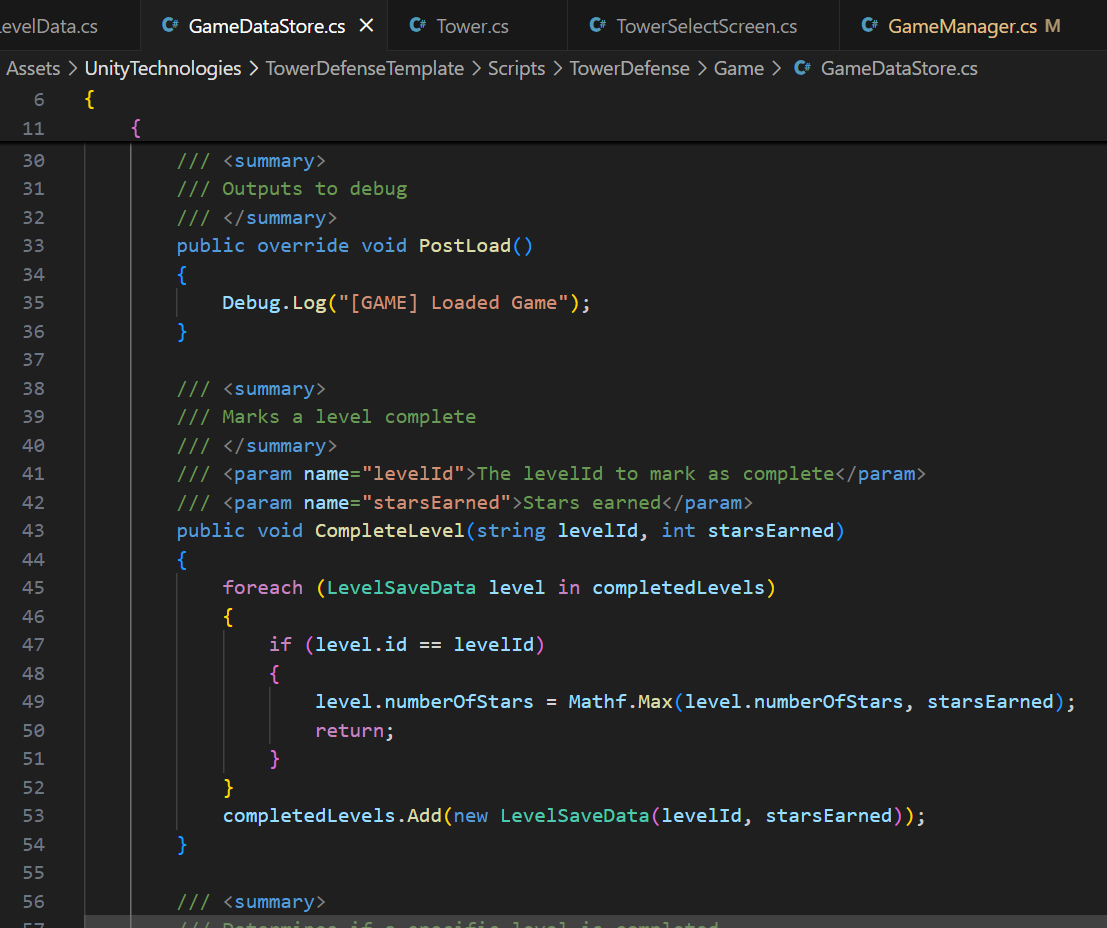 evelData.cs GameDataStore.cs Tower.cs TowerSelectScreen.cs GameManager.cs M
Assets > UnityTechnologies > TowerDefenseTemplate > Scripts > TowerDefense > Game > GameDataStore.cs
6 {
11 {
30 /// <summary>
31 /// Outputs to debug
32 /// </summary>
33 public override void PostLoad()
34 {
35 Debug.Log("[GAME] Loaded Game");
36 }
37
38 /// <summary>
39 /// Marks a level complete
40 /// </summary>
41 /// <param name="levelId">The levelId to mark as complete</param>
42 /// <param name="starsEarned">Stars earned</param>
43 public void CompleteLevel(string levelId, int starsEarned)
44 {
45 foreach (LevelSaveData level in completedLevels)
46 {
47 if (level.id == levelId)
48 {
49 level.numberOfStars = Mathf.Max(level.numberOfStars, starsEarned);
50 return;
51 }
52 }
53 completedLevels.Add(new LevelSaveData(levelId, starsEarned));
54 }
55
56 /// <summary>
57 /// Determines if a specific level is completed